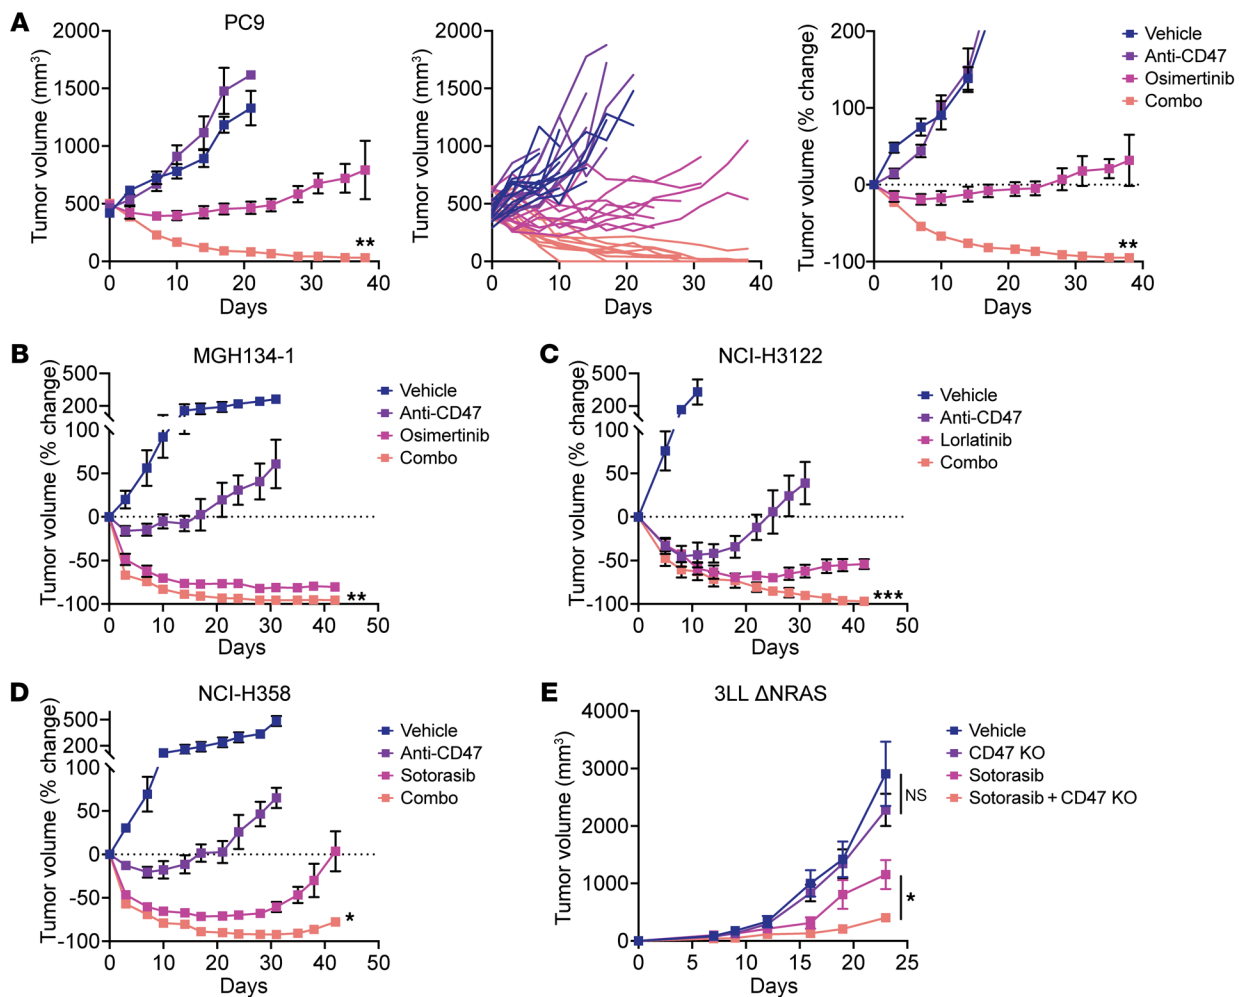 A
PC9
Tumor volume (mm³)
2000
1500
1000
500
0
0 10 20 30 40
Days
**
Tumor volume (mm³)
2000
1500
1000
500
0
0 10 20 30 40
Days
Tumor volume (% change)
200
100
0
-100
0 10 20 30 40
Days
**
Vehicle
Anti-CD47
Osimertinib
Combo
B
MGH134-1
Tumor volume (% change)
500
200
100
50
0
-50
-100
0 10 20 30 40 50
Days
**
Vehicle
Anti-CD47
Osimertinib
Combo
C
NCI-H3122
Tumor volume (% change)
500
200
100
50
0
-50
-100
0 10 20 30 40 50
Days
***
Vehicle
Anti-CD47
Lorlatinib
Combo
D
NCI-H358
Tumor volume (% change)
500
200
100
50
0
-50
-100
0 10 20 30 40 50
Days
*
Vehicle
Anti-CD47
Sotorasib
Combo
E
3LL ΔNRAS
Tumor volume (mm³)
4000
3000
2000
1000
0
0 5 10 15 20 25
Days
NS
*
Vehicle
CD47 KO
Sotorasib
Sotorasib + CD47 KO